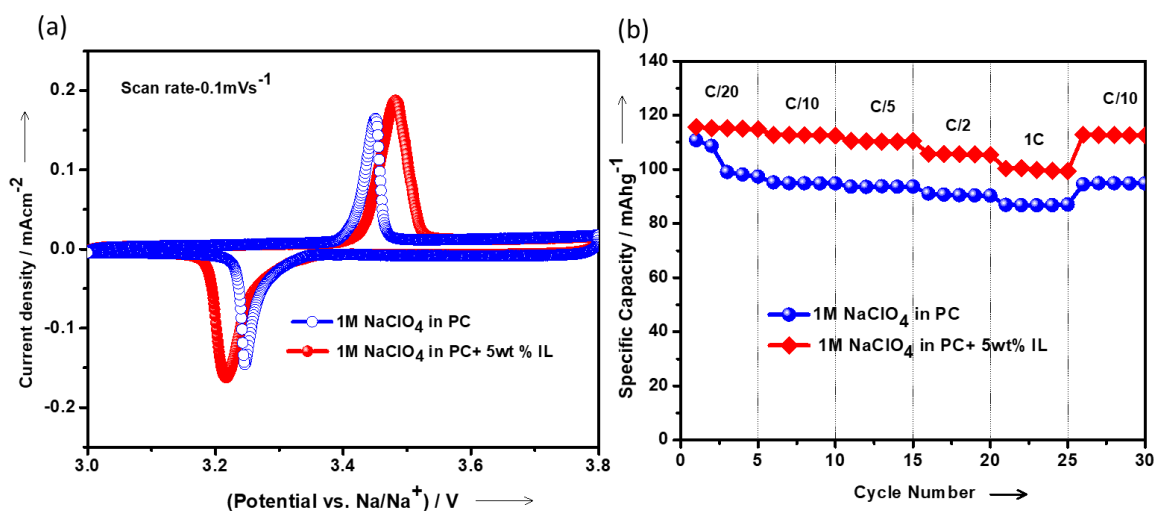 (a)
Scan rate-0.1mVs⁻¹
0.2
0.1
0.0
-0.1
-0.2
Current density / mAcm⁻²
1M NaClO₄ in PC
1M NaClO₄ in PC+ 5wt % IL
3.0 3.2 3.4 3.6 3.8
(Potential vs. Na/Na⁺) / V
(b)
140
120
100
80
60
40
20
0
Specific Capacity / mAhg⁻¹
C/20 C/10 C/5 C/2 1C C/10
1M NaClO₄ in PC
1M NaClO₄ in PC+ 5wt% IL
0 5 10 15 20 25 30
Cycle Number